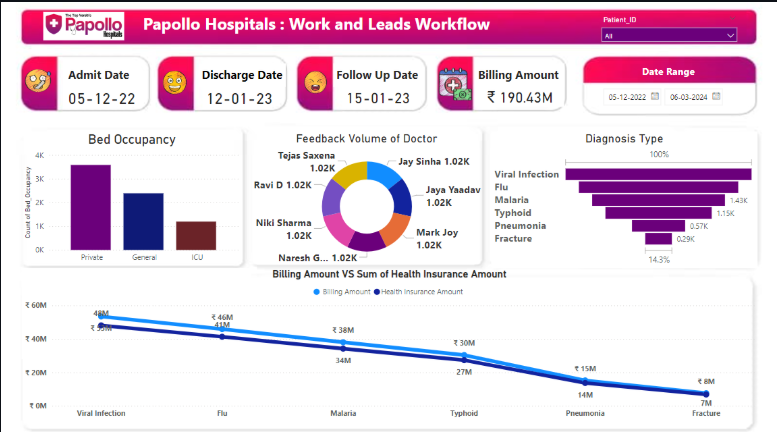 Papollo
Hospitals
Papollo Hospitals : Work and Leads Workflow
Patient_ID
All
Admit Date
05-12-22
Discharge Date
12-01-23
Follow Up Date
15-01-23
Billing Amount
₹ 190.43M
Date Range
05-12-2022
06-03-2024
Bed Occupancy
Count of Bed_Occupancy
4K
3K
2K
1K
0K
Private
General
ICU
Feedback Volume of Doctor
Tejas Saxena
1.02K
Jay Sinha 1.02K
Ravi D 1.02K
Jaya Yaadav
1.02K
Niki Sharma
1.02K
Mark Joy
1.02K
Naresh G... 1.02K
Diagnosis Type
100%
Viral Infection
Flu
Malaria
1.43K
Typhoid
1.15K
Pneumonia
0.57K
Fracture
0.29K
14.3%
Billing Amount VS Sum of Health Insurance Amount
Billing Amount
Health Insurance Amount
₹ 60M
₹ 40M
₹ 20M
₹ 0M
48M
₹ 46M
41M
₹ 38M
34M
₹ 30M
27M
₹ 15M
14M
₹ 8M
7M
Viral Infection
Flu
Malaria
Typhoid
Pneumonia
Fracture